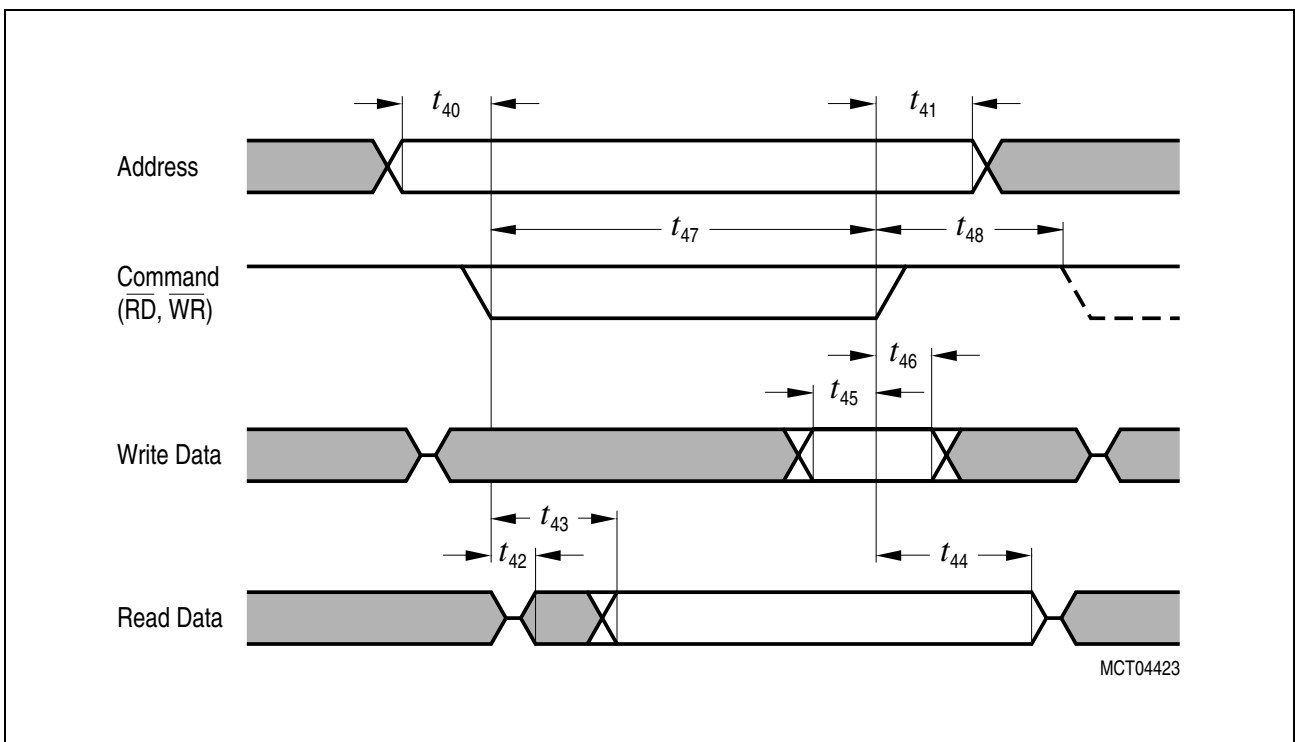 t40
t41
Address
t47
t48
Command
(RD, WR)
t46
t45
Write Data
t43
t42
t44
Read Data
MCT04423